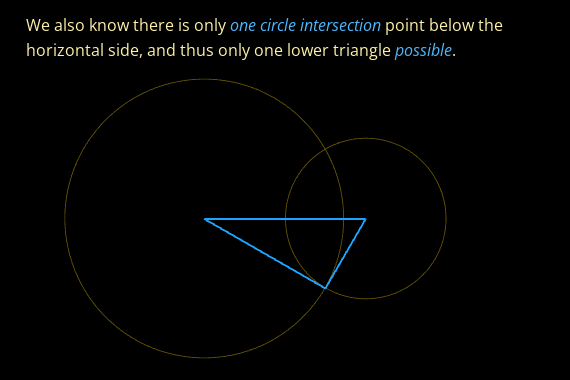 We also know there is only one circle intersection point below the
horizontal side, and thus only one lower triangle possible.